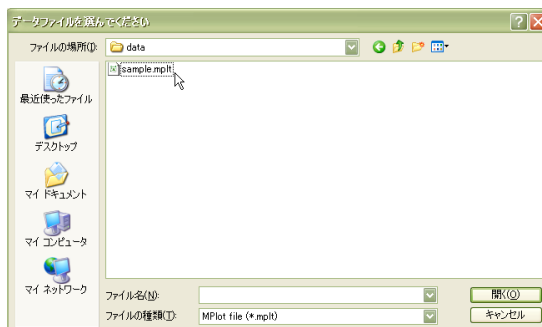 データファイルを選んでください
ファイルの場所(I):
data
最近使ったファイル
デスクトップ
マイ ドキュメント
マイ コンピュータ
マイ ネットワーク
sample.mplt
ファイル名(N):
開く(O)
ファイルの種類(T):
MPlot file (*.mplt)
キャンセル